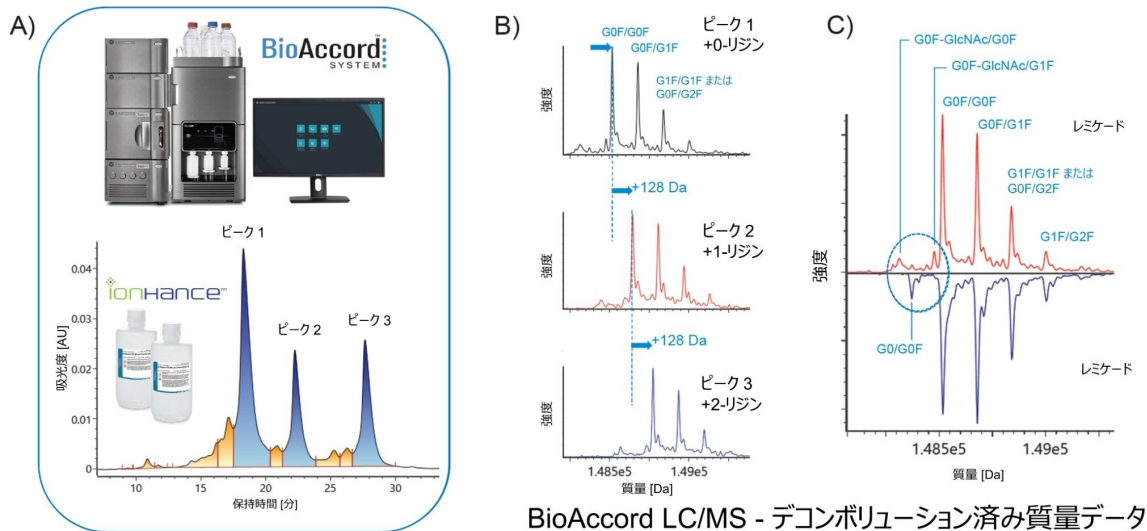 A)
BioAccord™
SYSTEM
ionHance™
ピーク 1
ピーク 2
ピーク 3
吸光度 [AU]
0.04
0.03
0.02
0.01
0
10
15
20
25
30
保持時間 [分]
B)
G0F/G0F
G0F/G1F
G1F/G1F または
G0F/G2F
ピーク 1
+0-リジン
強度
+128 Da
ピーク 2
+1-リジン
強度
+128 Da
ピーク 3
+2-リジン
強度
1.485e5
1.49e5
質量 [Da]
C)
G0F-GlcNAc/G0F
G0F-GlcNAc/G1F
G0F/G0F
G0F/G1F
レミケード
G1F/G1F または
G0F/G2F
G1F/G2F
強度
G0/G0F
レミケード
1.485e5
1.49e5
質量 [Da]
BioAccord LC/MS - デコンボリューション済み質量データ